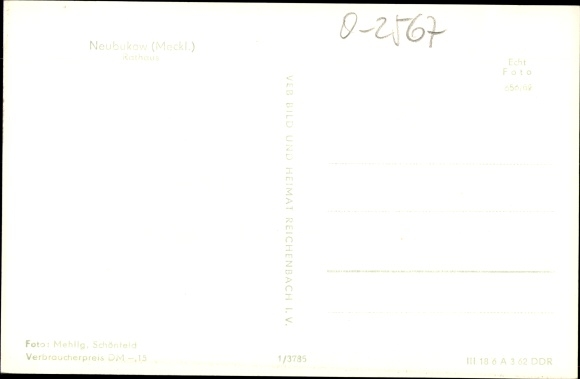 O-2567
Neubukow (Meckl.)
Rathaus
Echt
Foto
VEB BILD UND HEIMAT REICHENBACH I. V.
Foto: Mehlig, Schönfeld
Verbraucherpreis DM -,15
1/3785
III 18 6 A 3 62 DDR